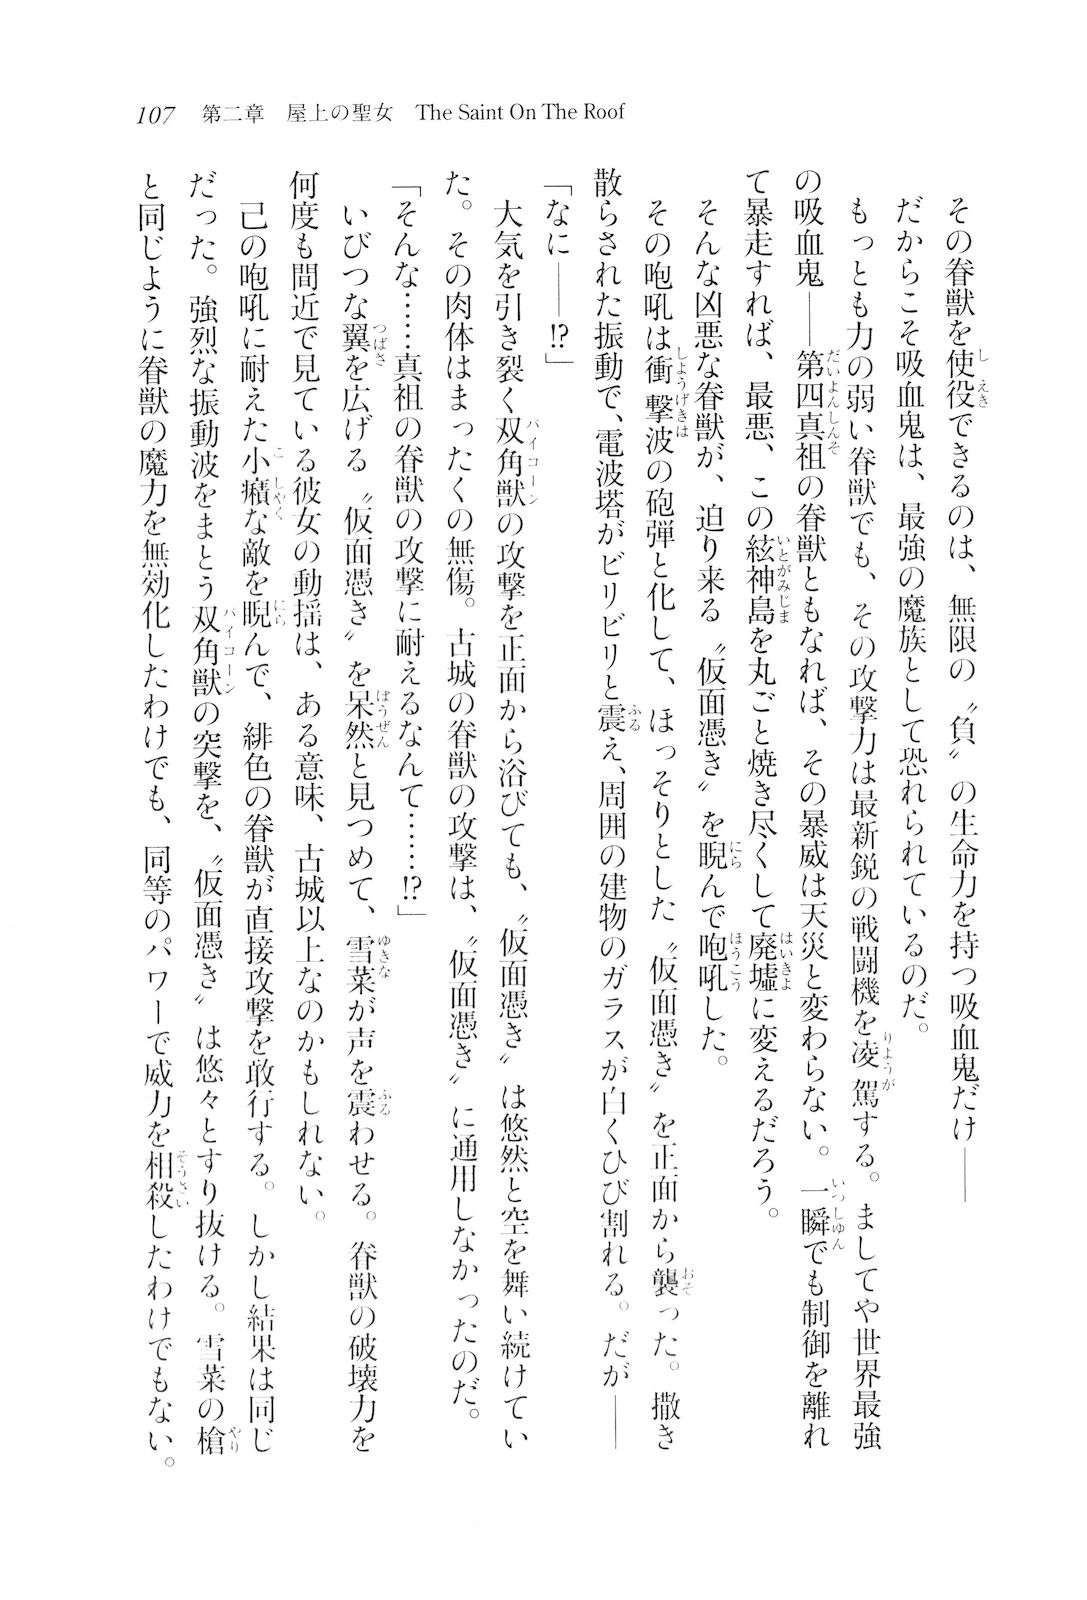 107　第二章　屋上の聖女　The Saint On The Roof
その眷獣を使役できるのは、無限の〝負〟の生命力を持つ吸血鬼だけ――
だからこそ吸血鬼は、最強の魔族として恐れられているのだ。
もっとも力の弱い眷獣でも、その攻撃力は最新鋭の戦闘機を凌駕する。ましてや世界最強
の吸血鬼――第四真祖の眷獣ともなれば、その暴威は天災と変わらない。一瞬でも制御を離れ
て暴走すれば、最悪、この絃神島を丸ごと焼き尽くして廃墟に変えるだろう。
そんな凶悪な眷獣が、迫り来る〝仮面憑き〟を睨んで咆吼した。
その咆吼は衝撃波の砲弾と化して、ほっそりとした〝仮面憑き〟を正面から襲った。撒き
散らされた振動で、電波塔がビリビリと震え、周囲の建物のガラスが白くひび割れる。だが――
「なに――!?」
大気を引き裂く双角獣の攻撃を正面から浴びても、〝仮面憑き〟は悠然と空を舞い続けてい
た。その肉体はまったくの無傷。古城の眷獣の攻撃は、〝仮面憑き〟に通用しなかったのだ。
「そんな……真祖の眷獣の攻撃に耐えるなんて……!?」
いびつな翼を広げる〝仮面憑き〟を呆然と見つめて、雪菜が声を震わせる。眷獣の破壊力を
何度も間近で見ている彼女の動揺は、ある意味、古城以上なのかもしれない。
己の咆吼に耐えた小癪な敵を睨んで、緋色の眷獣が直接攻撃を敢行する。しかし結果は同じ
だった。強烈な振動波をまとう双角獣の突撃を、〝仮面憑き〟は悠々とすり抜ける。雪菜の槍
と同じように眷獣の魔力を無効化したわけでも、同等のパワーで威力を相殺したわけでもない。